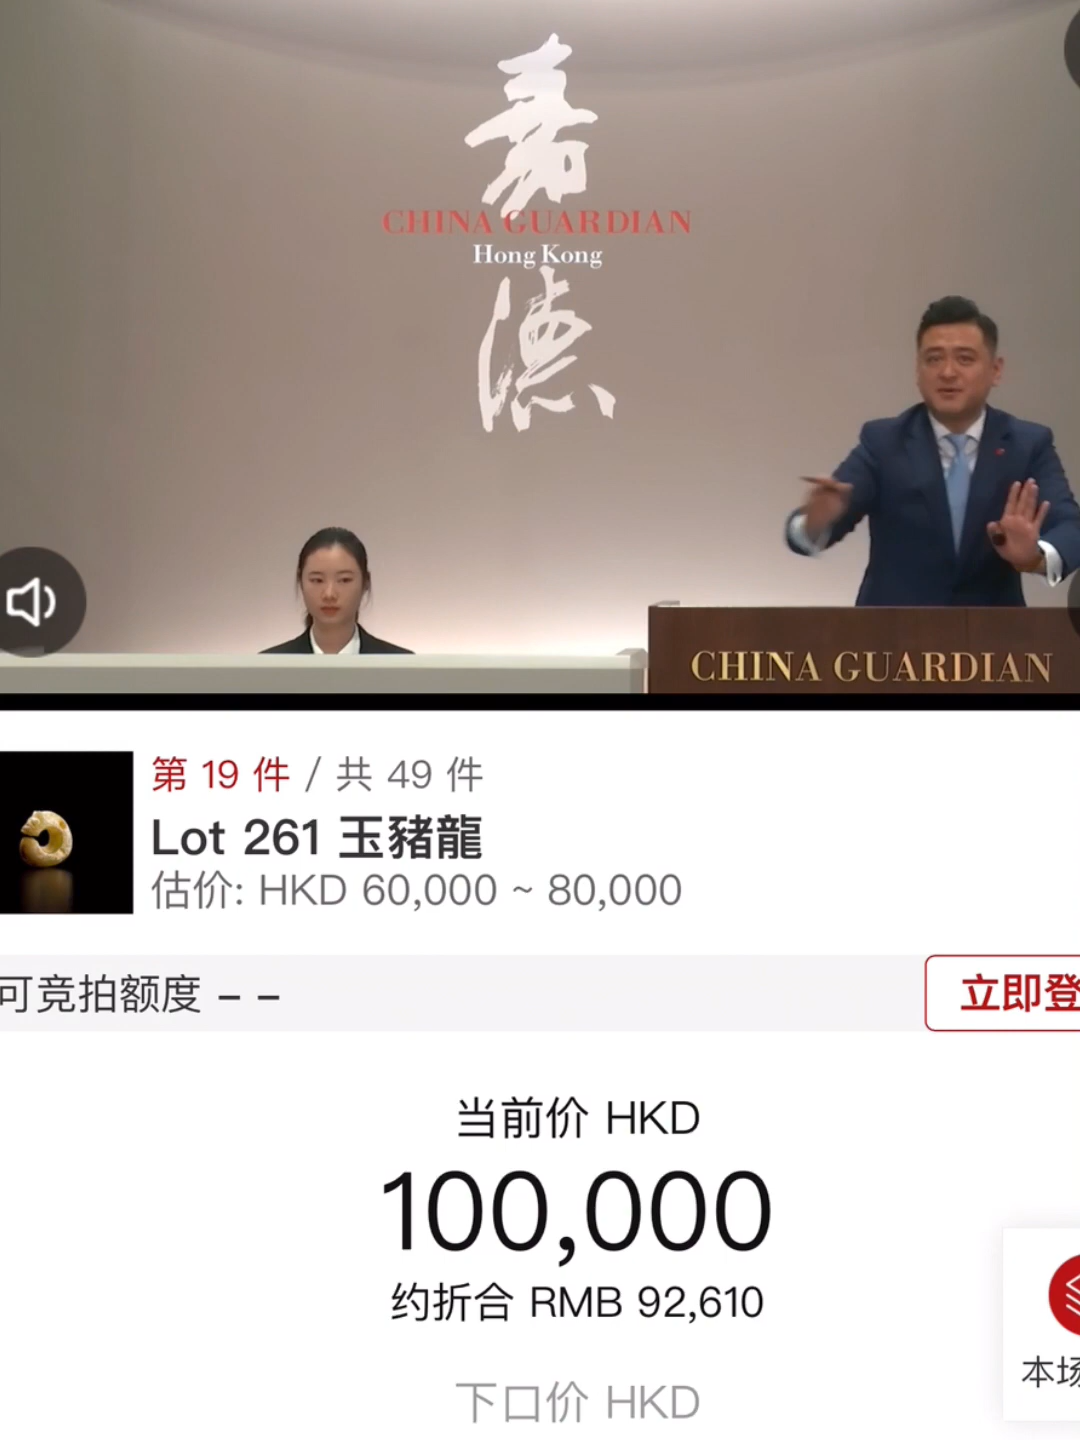 嘉
CHINA GUARDIAN
Hong Kong
德
CHINA GUARDIAN
第 19 件 / 共 49 件
Lot 261 玉豬龍
估价: HKD 60,000 ~ 80,000
可竞拍额度 – –
立即登
当前价 HKD
100,000
约折合 RMB 92,610
本场
下口价 HKD